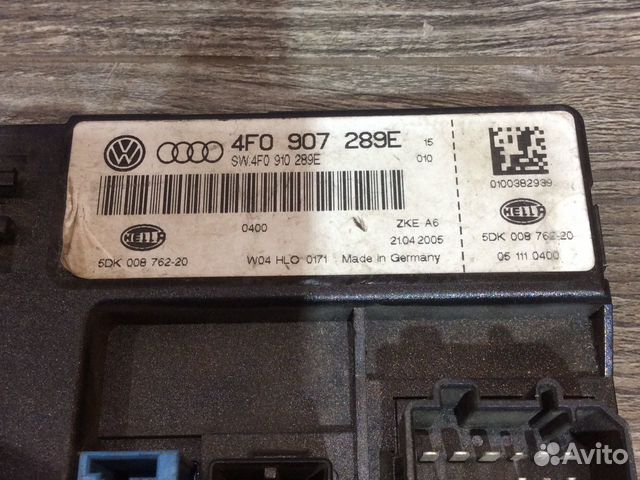 4F0 907 289E 15
SW:4F0 910 289E 010
0400 ZKE A6
21.04.2005
HELLA
5DK 008 762-20 W04 HLO 0171 Made in Germany
0100382939
HELLA
5DK 008 762-20
05 111 0400
Avito